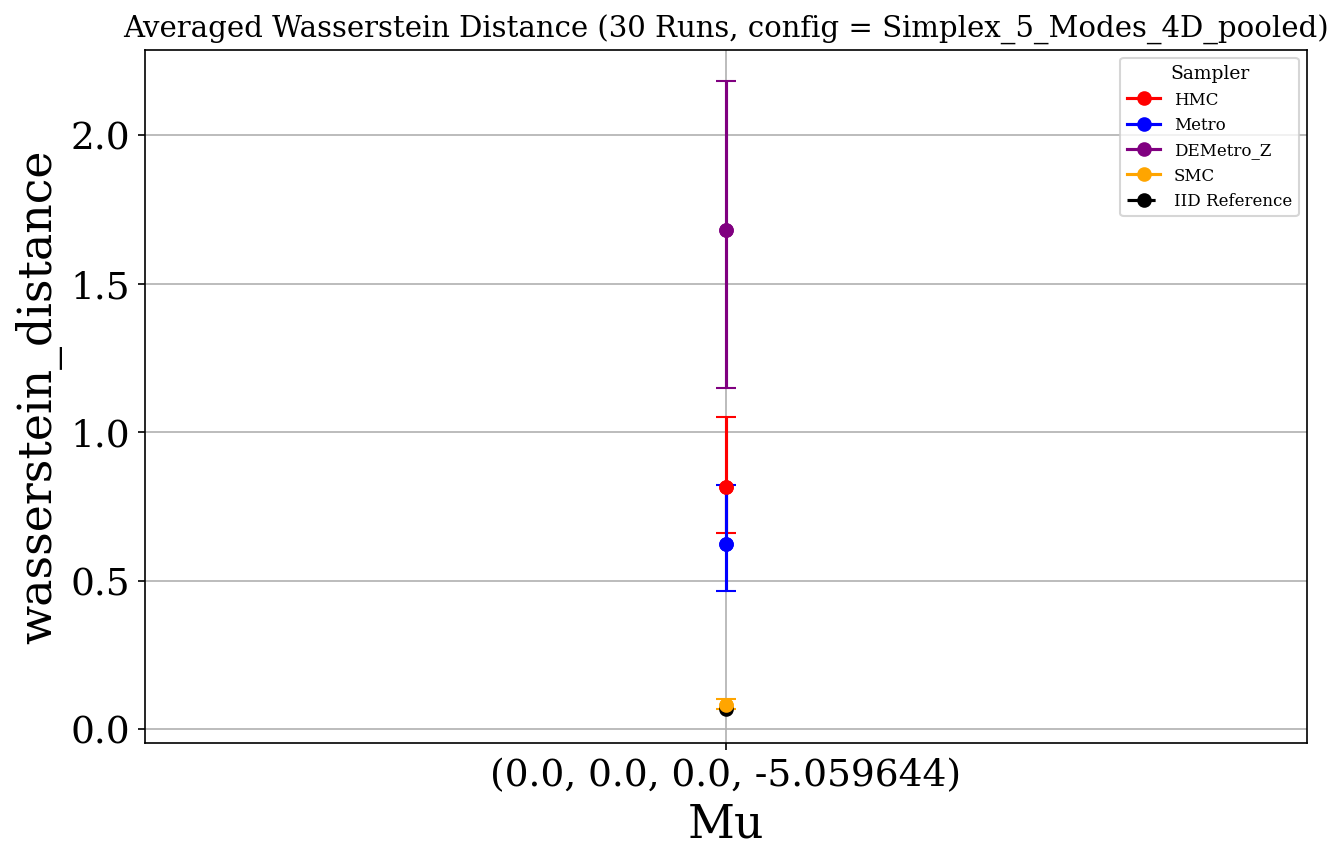 Averaged Wasserstein Distance (30 Runs, config = Simplex_5_Modes_4D_pooled)
Sampler
HMC
Metro
DEMetro_Z
SMC
IID Reference
wasserstein_distance
2.0
1.5
1.0
0.5
0.0
(0.0, 0.0, 0.0, -5.059644)
Mu